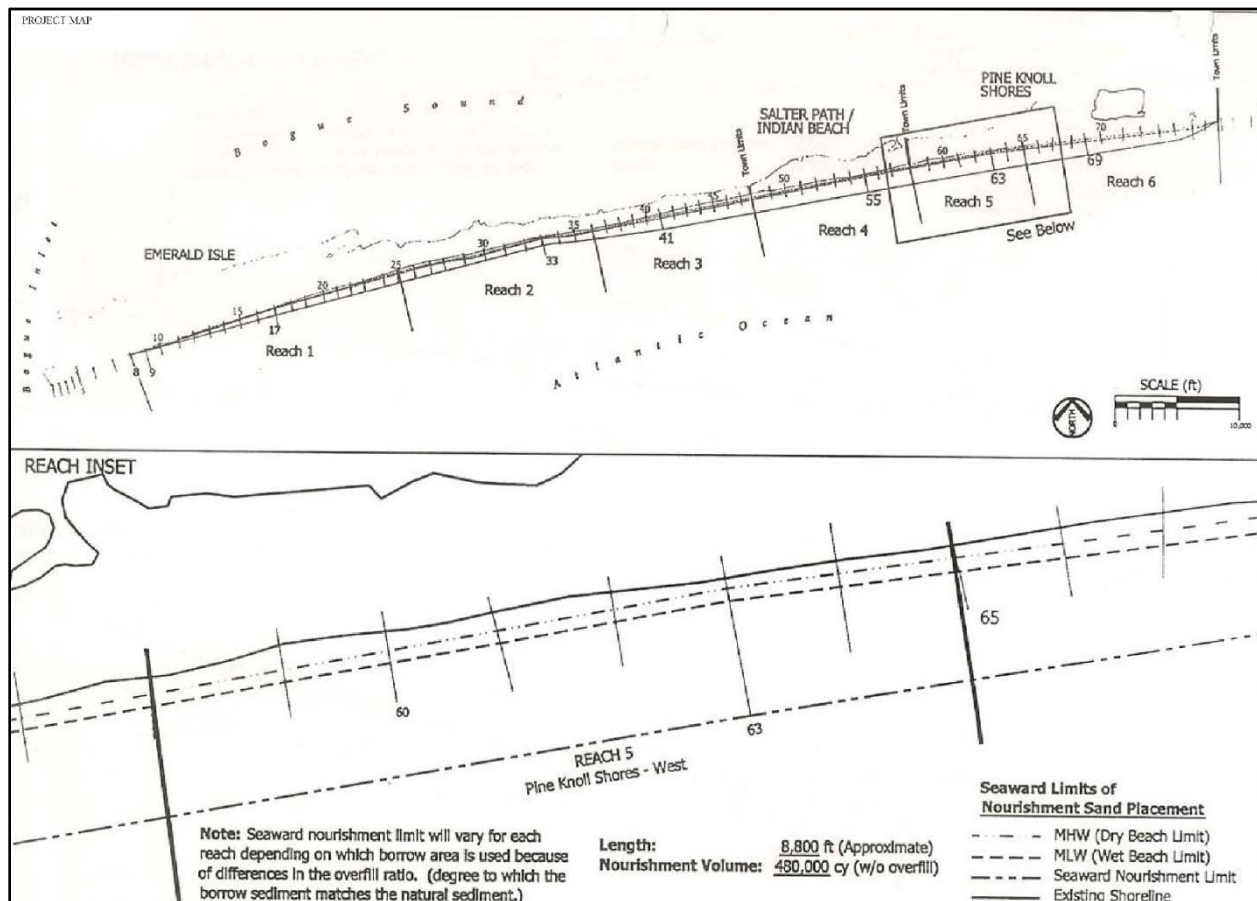 PROJECT MAP
Bogue Sound
Bogue Inlet
EMERALD ISLE
SALTER PATH /
INDIAN BEACH
PINE KNOLL
SHORES
Town Limits
Town Limits
Town Limits
8
9
10
15
17
20
25
30
33
35
40
41
45
50
55
60
63
65
69
70
Reach 1
Reach 2
Reach 3
Reach 4
Reach 5
Reach 6
See Below
Atlantic Ocean
NORTH
SCALE (ft)
0
10,000
REACH INSET
60
63
65
REACH 5
Pine Knoll Shores - West
Note: Seaward nourishment limit will vary for each
reach depending on which borrow area is used because
of differences in the overfill ratio. (degree to which the
borrow sediment matches the natural sediment.)
Length: 8,800 ft (Approximate)
Nourishment Volume: 480,000 cy (w/o overfill)
Seaward Limits of
Nourishment Sand Placement
MHW (Dry Beach Limit)
MLW (Wet Beach Limit)
Seaward Nourishment Limit
Existing Shoreline